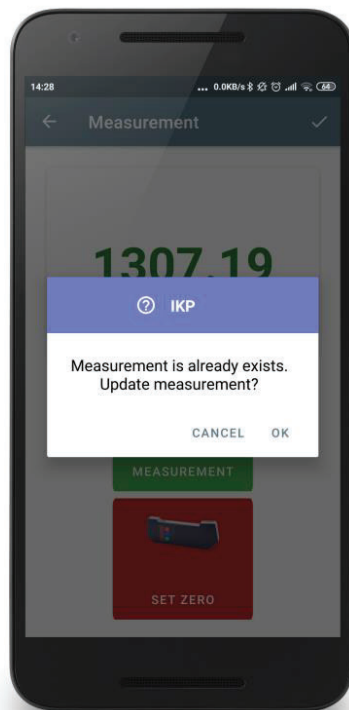 14:28
... 0.0KB/s 64
Measurement
1307.19
IKP
Measurement is already exists.
Update measurement?
CANCEL OK
MEASUREMENT
SET ZERO